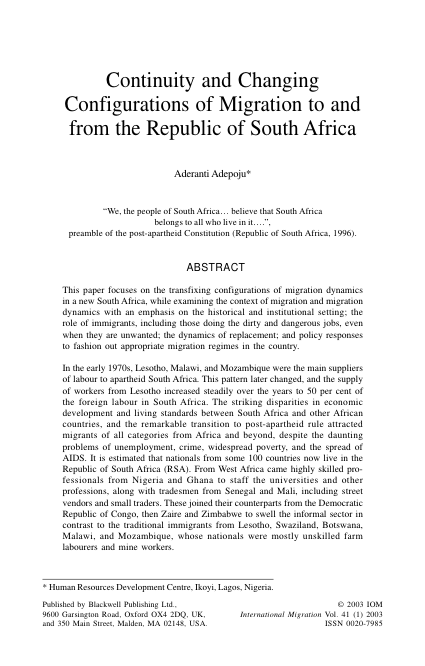 Continuity and Changing
Configurations of Migration to and
from the Republic of South Africa
Aderanti Adepoju*
“We, the people of South Africa… believe that South Africa
belongs to all who live in it….”,
preamble of the post-apartheid Constitution (Republic of South Africa, 1996).
ABSTRACT
This paper focuses on the transfixing configurations of migration dynamics
in a new South Africa, while examining the context of migration and migration
dynamics with an emphasis on the historical and institutional setting; the
role of immigrants, including those doing the dirty and dangerous jobs, even
when they are unwanted; the dynamics of replacement; and policy responses
to fashion out appropriate migration regimes in the country.
In the early 1970s, Lesotho, Malawi, and Mozambique were the main suppliers
of labour to apartheid South Africa. This pattern later changed, and the supply
of workers from Lesotho increased steadily over the years to 50 per cent of
the foreign labour in South Africa. The striking disparities in economic
development and living standards between South Africa and other African
countries, and the remarkable transition to post-apartheid rule attracted
migrants of all categories from Africa and beyond, despite the daunting
problems of unemployment, crime, widespread poverty, and the spread of
AIDS. It is estimated that nationals from some 100 countries now live in the
Republic of South Africa (RSA). From West Africa came highly skilled pro-
fessionals from Nigeria and Ghana to staff the universities and other
professions, along with tradesmen from Senegal and Mali, including street
vendors and small traders. These joined their counterparts from the Democratic
Republic of Congo, then Zaire and Zimbabwe to swell the informal sector in
contrast to the traditional immigrants from Lesotho, Swaziland, Botswana,
Malawi, and Mozambique, whose nationals were mostly unskilled farm
labourers and mine workers.
* Human Resources Development Centre, Ikoyi, Lagos, Nigeria.
Published by Blackwell Publishing Ltd.,
9600 Garsington Road, Oxford OX4 2DQ, UK,
and 350 Main Street, Malden, MA 02148, USA.
© 2003 IOM
International Migration Vol. 41 (1) 2003
ISSN 0020-7985